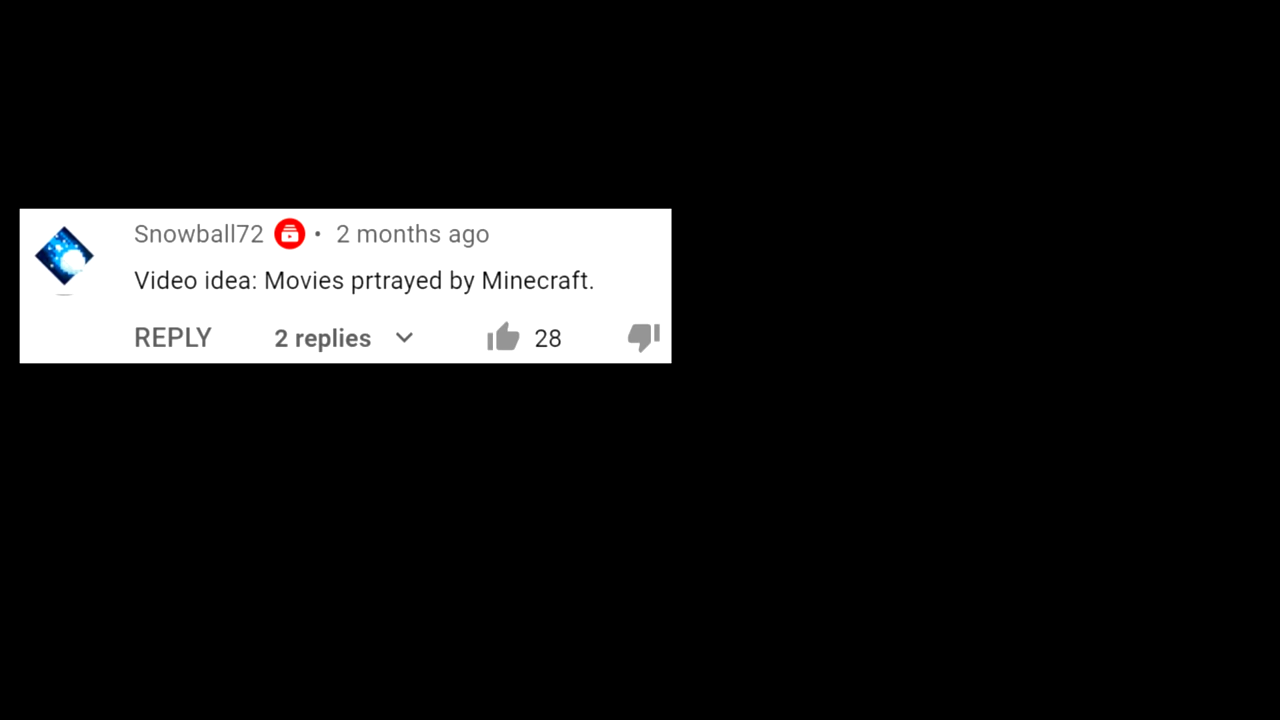 Snowball72 • 2 months ago
Video idea: Movies prtrayed by Minecraft.
REPLY 2 replies 28